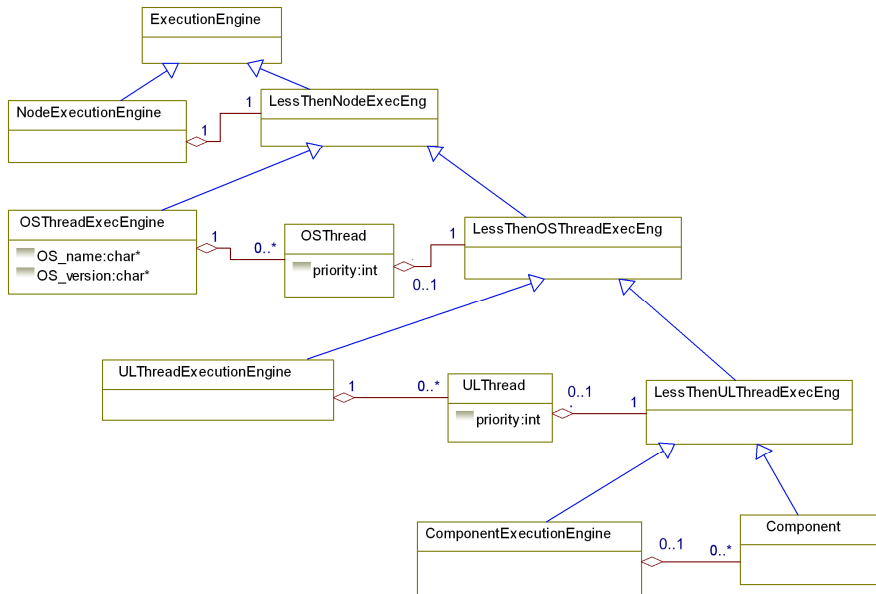 ExecutionEngine
NodeExecutionEngine
1
1
LessThenNodeExecEng
OSThreadExecEngine
OS_name:char*
OS_version:char*
1
0..*
OSThread
priority:int
0..1
1
LessThenOSThreadExecEng
ULThreadExecutionEngine
1
0..*
ULThread
priority:int
0..1
1
LessThenULThreadExecEng
ComponentExecutionEngine
0..1
0..*
Component